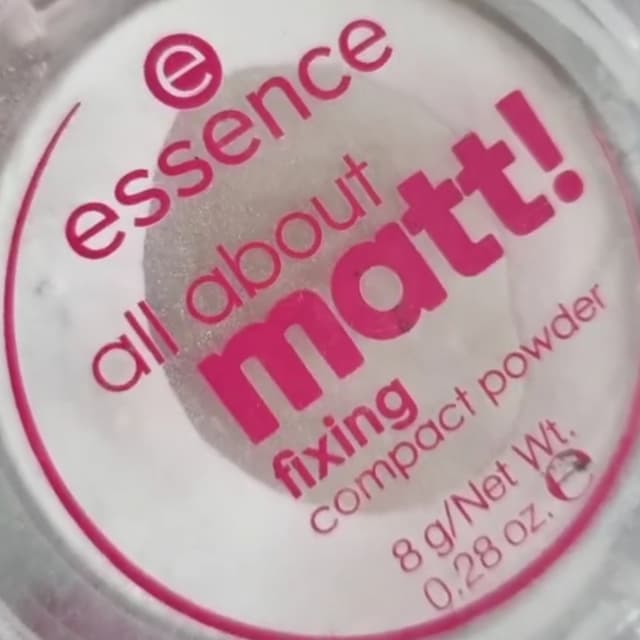 e
essence
all about
matt!
fixing
compact powder
8 g/Net Wt.
0.28 oz. ℮